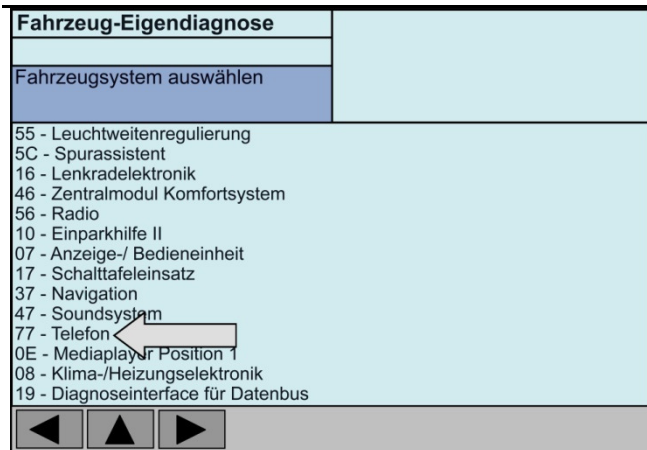 Fahrzeug-Eigendiagnose
Fahrzeugsystem auswählen
55 - Leuchtweitenregulierung
5C - Spurassistent
16 - Lenkradelektronik
46 - Zentralmodul Komfortsystem
56 - Radio
10 - Einparkhilfe II
07 - Anzeige-/ Bedieneinheit
17 - Schalttafeleinsatz
37 - Navigation
47 - Soundsystem
77 - Telefon
0E - Mediaplayer Position 1
08 - Klima-/Heizungselektronik
19 - Diagnoseinterface für Datenbus